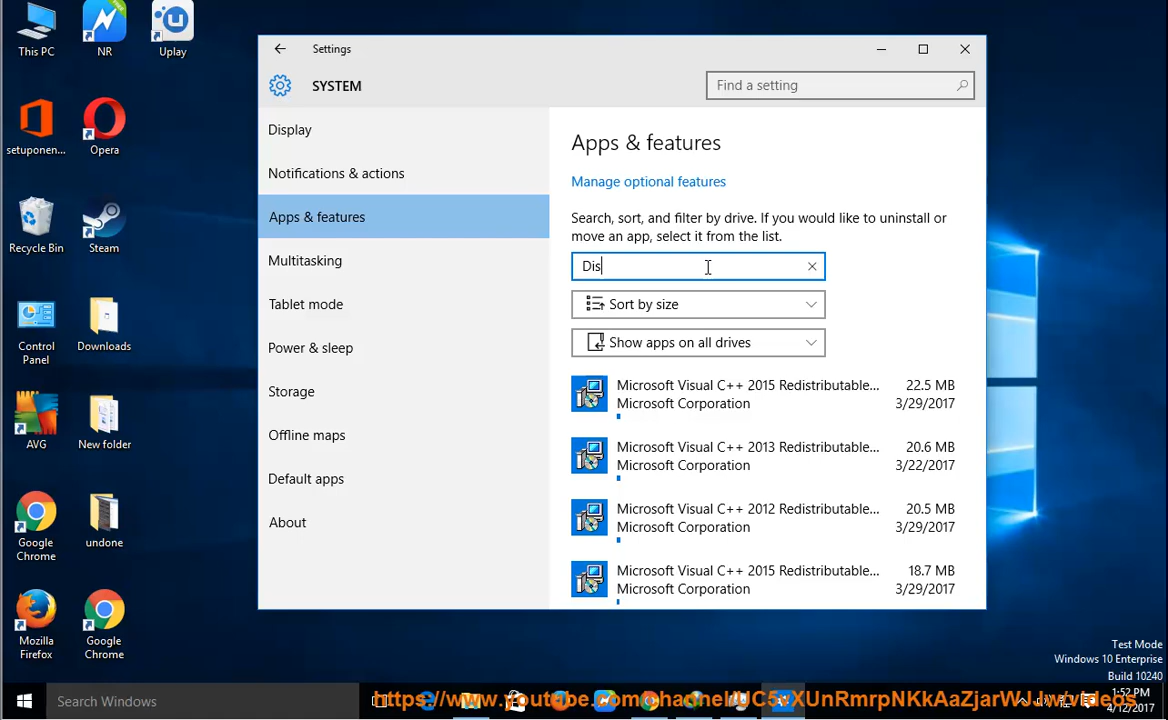 This PC
NR
Uplay
setuponen...
Opera
Recycle Bin
Steam
Control
Panel
Downloads
AVG
New folder
Google
Chrome
undone
Mozilla
Firefox
Google
Chrome
Settings
SYSTEM
Find a setting
Display
Notifications & actions
Apps & features
Multitasking
Tablet mode
Power & sleep
Storage
Offline maps
Default apps
About
Apps & features
Manage optional features
Search, sort, and filter by drive. If you would like to uninstall or
move an app, select it from the list.
Dis
Sort by size
Show apps on all drives
Microsoft Visual C++ 2015 Redistributable... 22.5 MB
Microsoft Corporation 3/29/2017
Microsoft Visual C++ 2013 Redistributable... 20.6 MB
Microsoft Corporation 3/22/2017
Microsoft Visual C++ 2012 Redistributable... 20.5 MB
Microsoft Corporation 3/29/2017
Microsoft Visual C++ 2015 Redistributable... 18.7 MB
Microsoft Corporation 3/29/2017
Test Mode
Windows 10 Enterprise
Build 10240
Search Windows
1:52 PM
4/12/2017